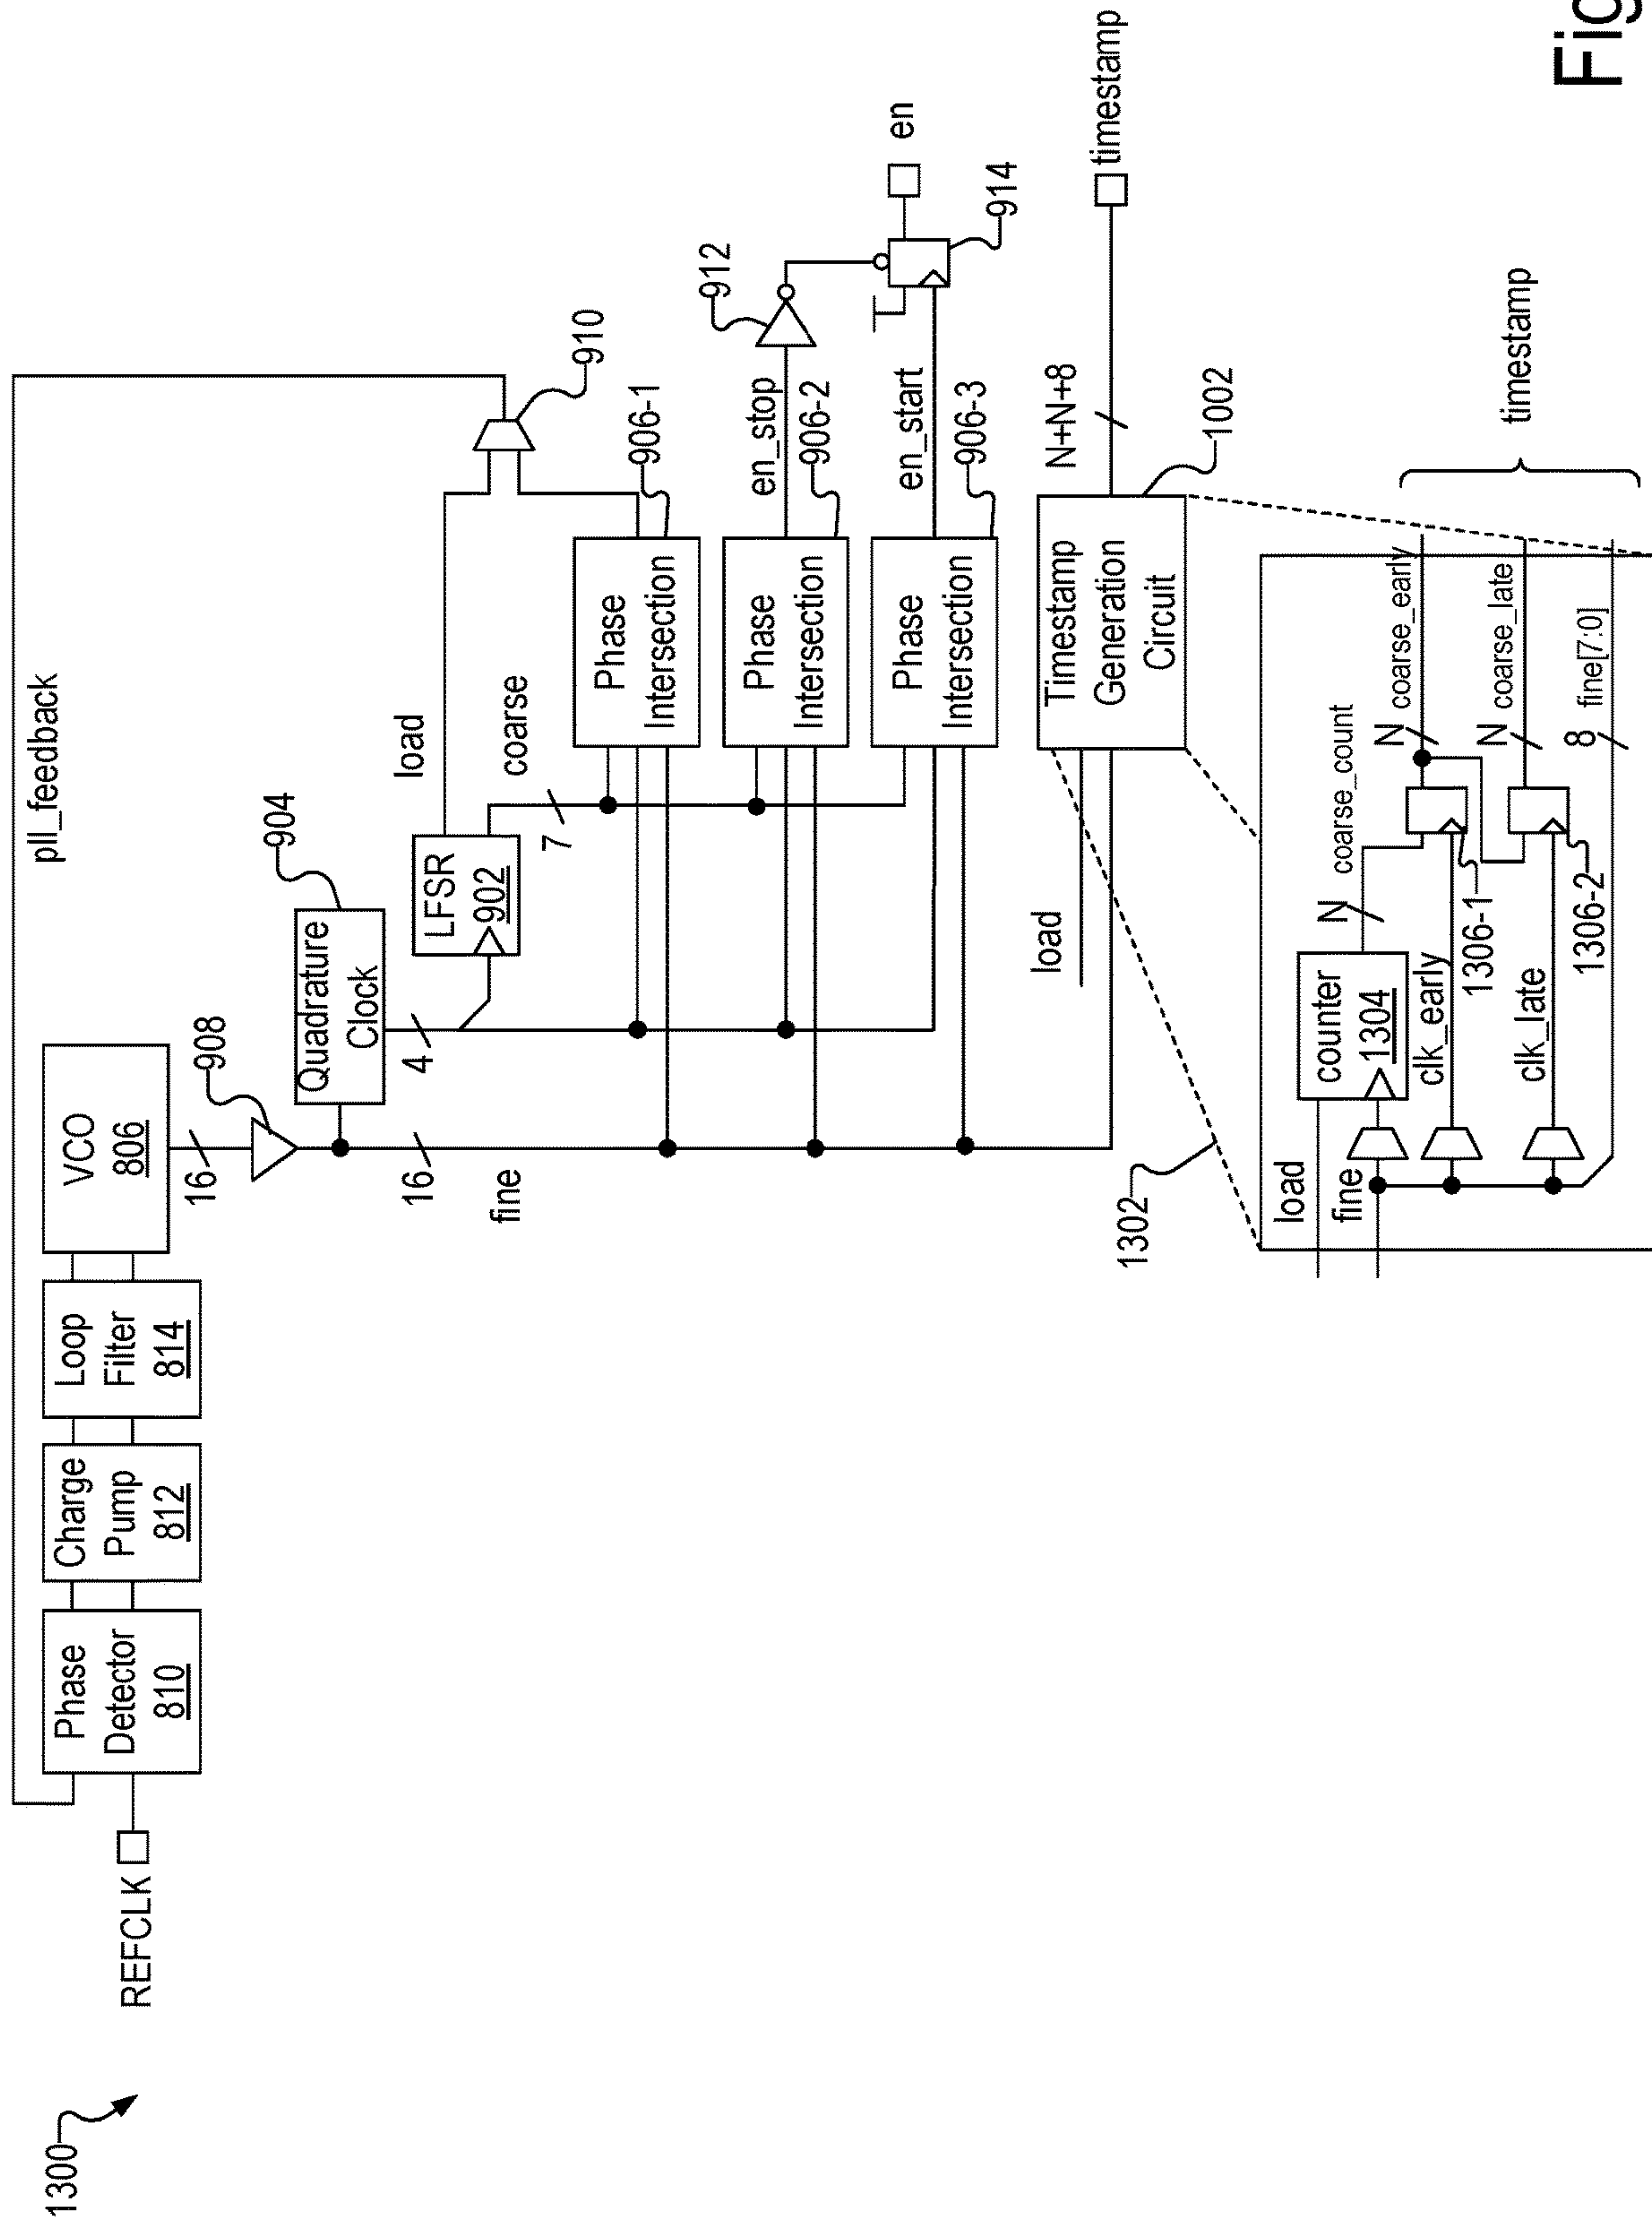 1300
REFCLK
pll_feedback
Phase
Detector
810
Charge
Pump
812
Loop
Filter
814
VCO
806
16
908
Quadrature
Clock
904
16
fine
4
LFSR
902
load
coarse
7
910
Phase
Intersection
906-1
Phase
Intersection
906-2
en_stop
912
Phase
Intersection
906-3
en_start
914
en
load
Timestamp
Generation
Circuit
1002
N+N+8
timestamp
1302
load
fine
counter
1304
N
coarse_count
clk_early
1306-1
N
coarse_early
clk_late
1306-2
N
coarse_late
8
fine[7:0]
timestamp
Fig